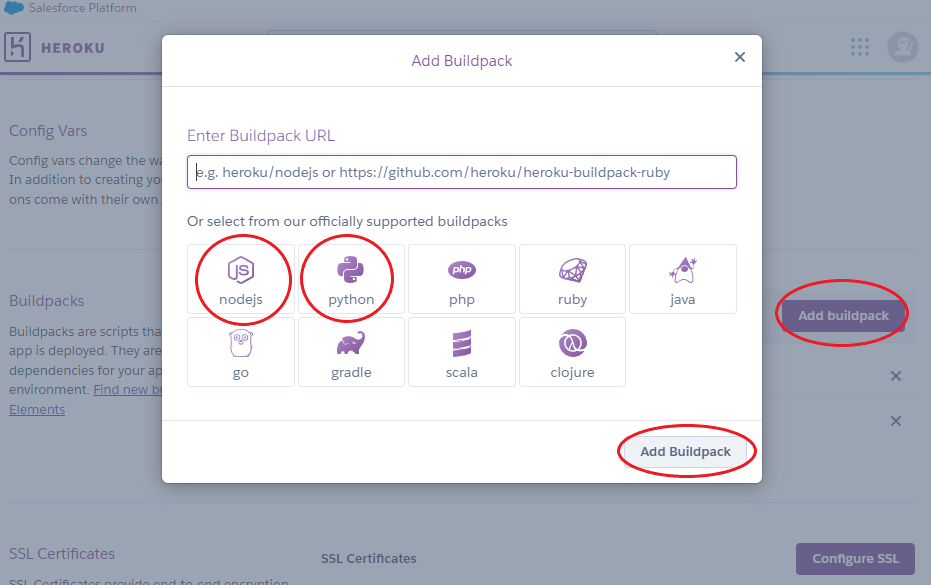 Salesforce Platform
HEROKU
Add Buildpack
Config Vars
Enter Buildpack URL
Config vars change the wa
e.g. heroku/nodejs or https://github.com/heroku/heroku-buildpack-ruby
In addition to creating yo
ons come with their own.
Or select from our officially supported buildpacks
nodejs
python
php
ruby
java
Buildpacks
Add buildpack
Buildpacks are scripts tha
app is deployed. They are
dependencies for your ap
go
gradle
scala
clojure
environment. Find new bu
Elements
Add Buildpack
SSL Certificates
SSL Certificates
Configure SSL
SSL Certificates provide end-to-end encryption